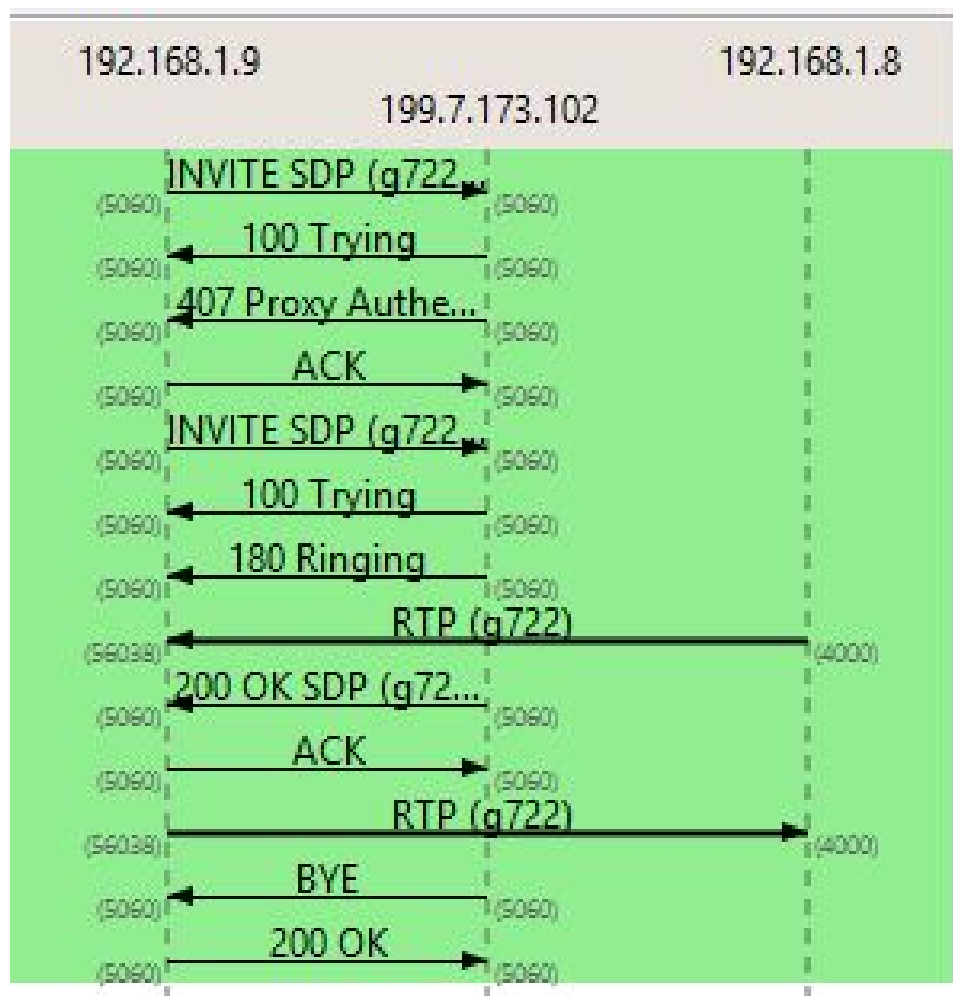 192.168.1.9 192.168.1.8
199.7.173.102
INVITE SDP (g722...
(5060) (5060)
100 Trying
(5060) (5060)
407 Proxy Authe...
(5060) (5060)
ACK
(5060) (5060)
INVITE SDP (g722...
(5060) (5060)
100 Trying
(5060) (5060)
180 Ringing
(5060) (5060)
RTP (g722)
(56038) (4000)
200 OK SDP (g72...
(5060) (5060)
ACK
(5060) (5060)
RTP (g722)
(56038) (4000)
BYE
(5060) (5060)
200 OK
(5060) (5060)